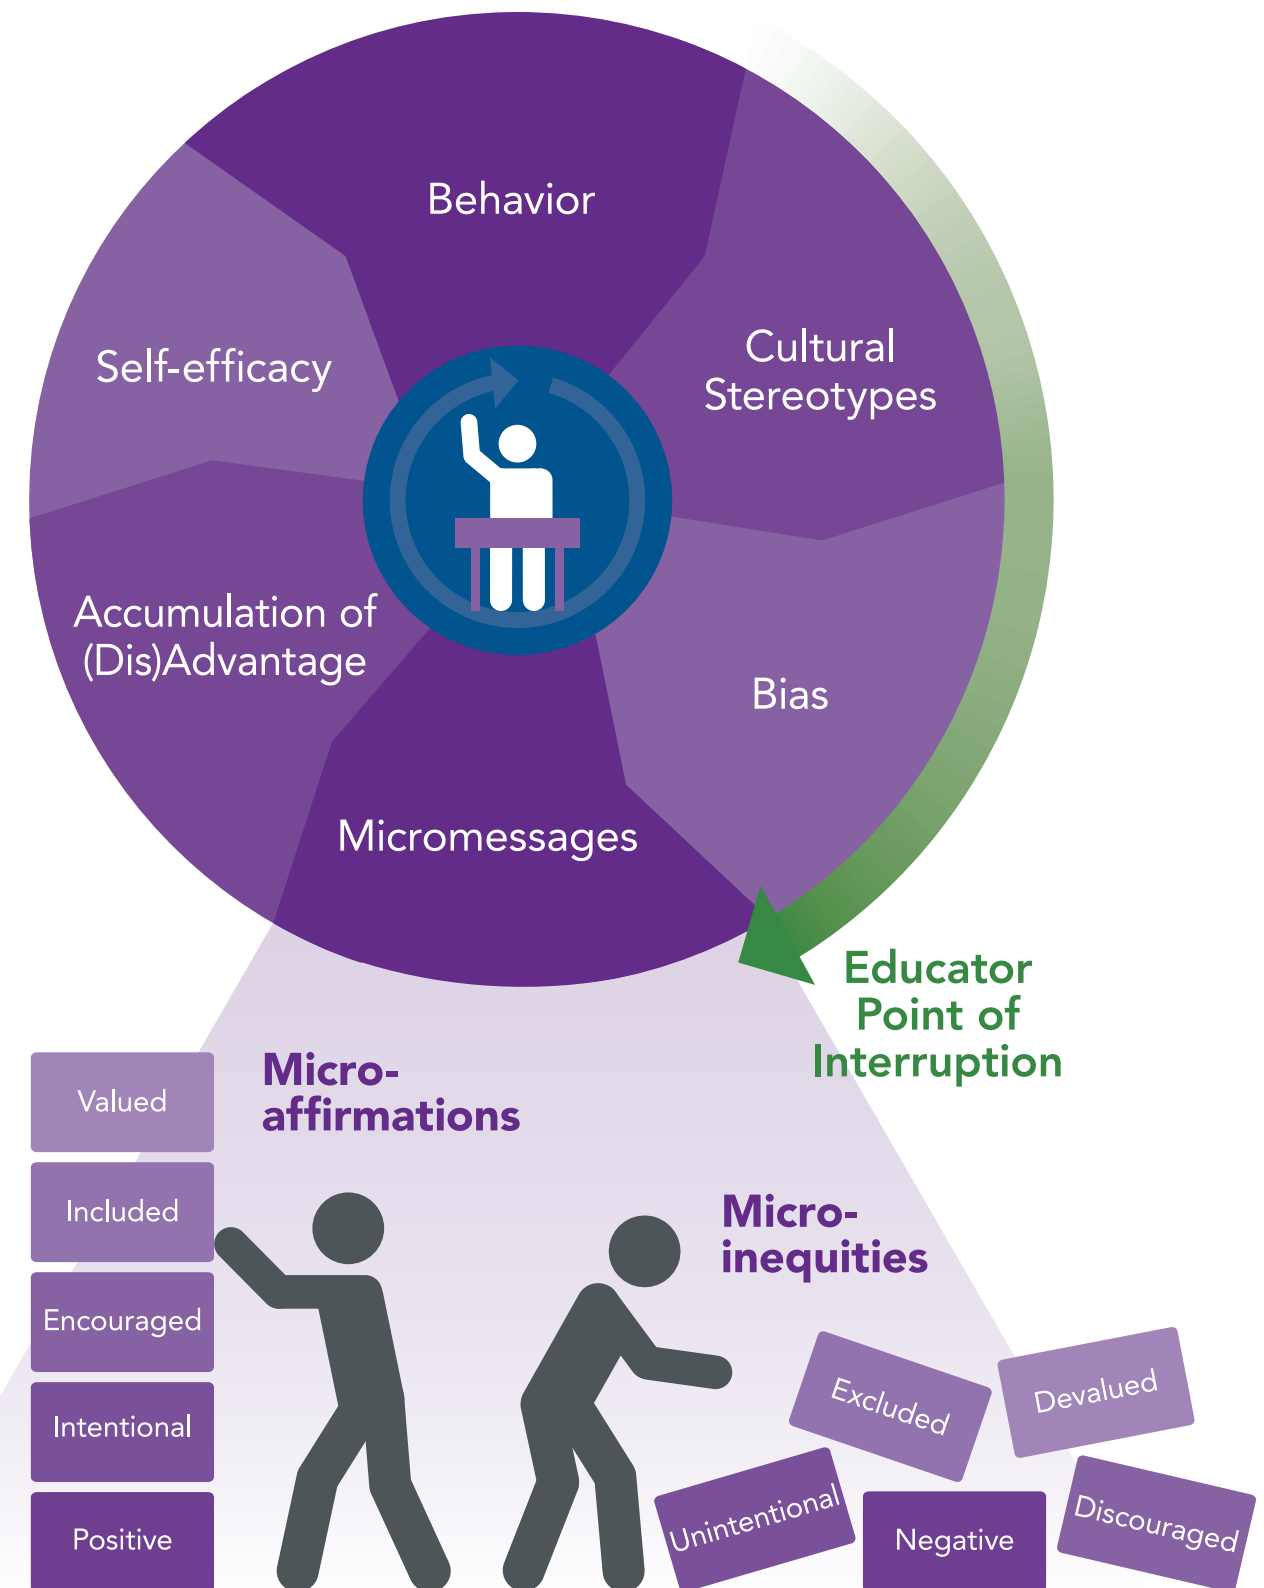 Behavior
Cultural
Stereotypes
Self-efficacy
Accumulation of
(Dis)Advantage
Bias
Micromessages
Educator
Point of
Interruption
Micro-
affirmations
Valued
Included
Encouraged
Intentional
Positive
Micro-
inequities
Excluded
Devalued
Unintentional
Negative
Discouraged